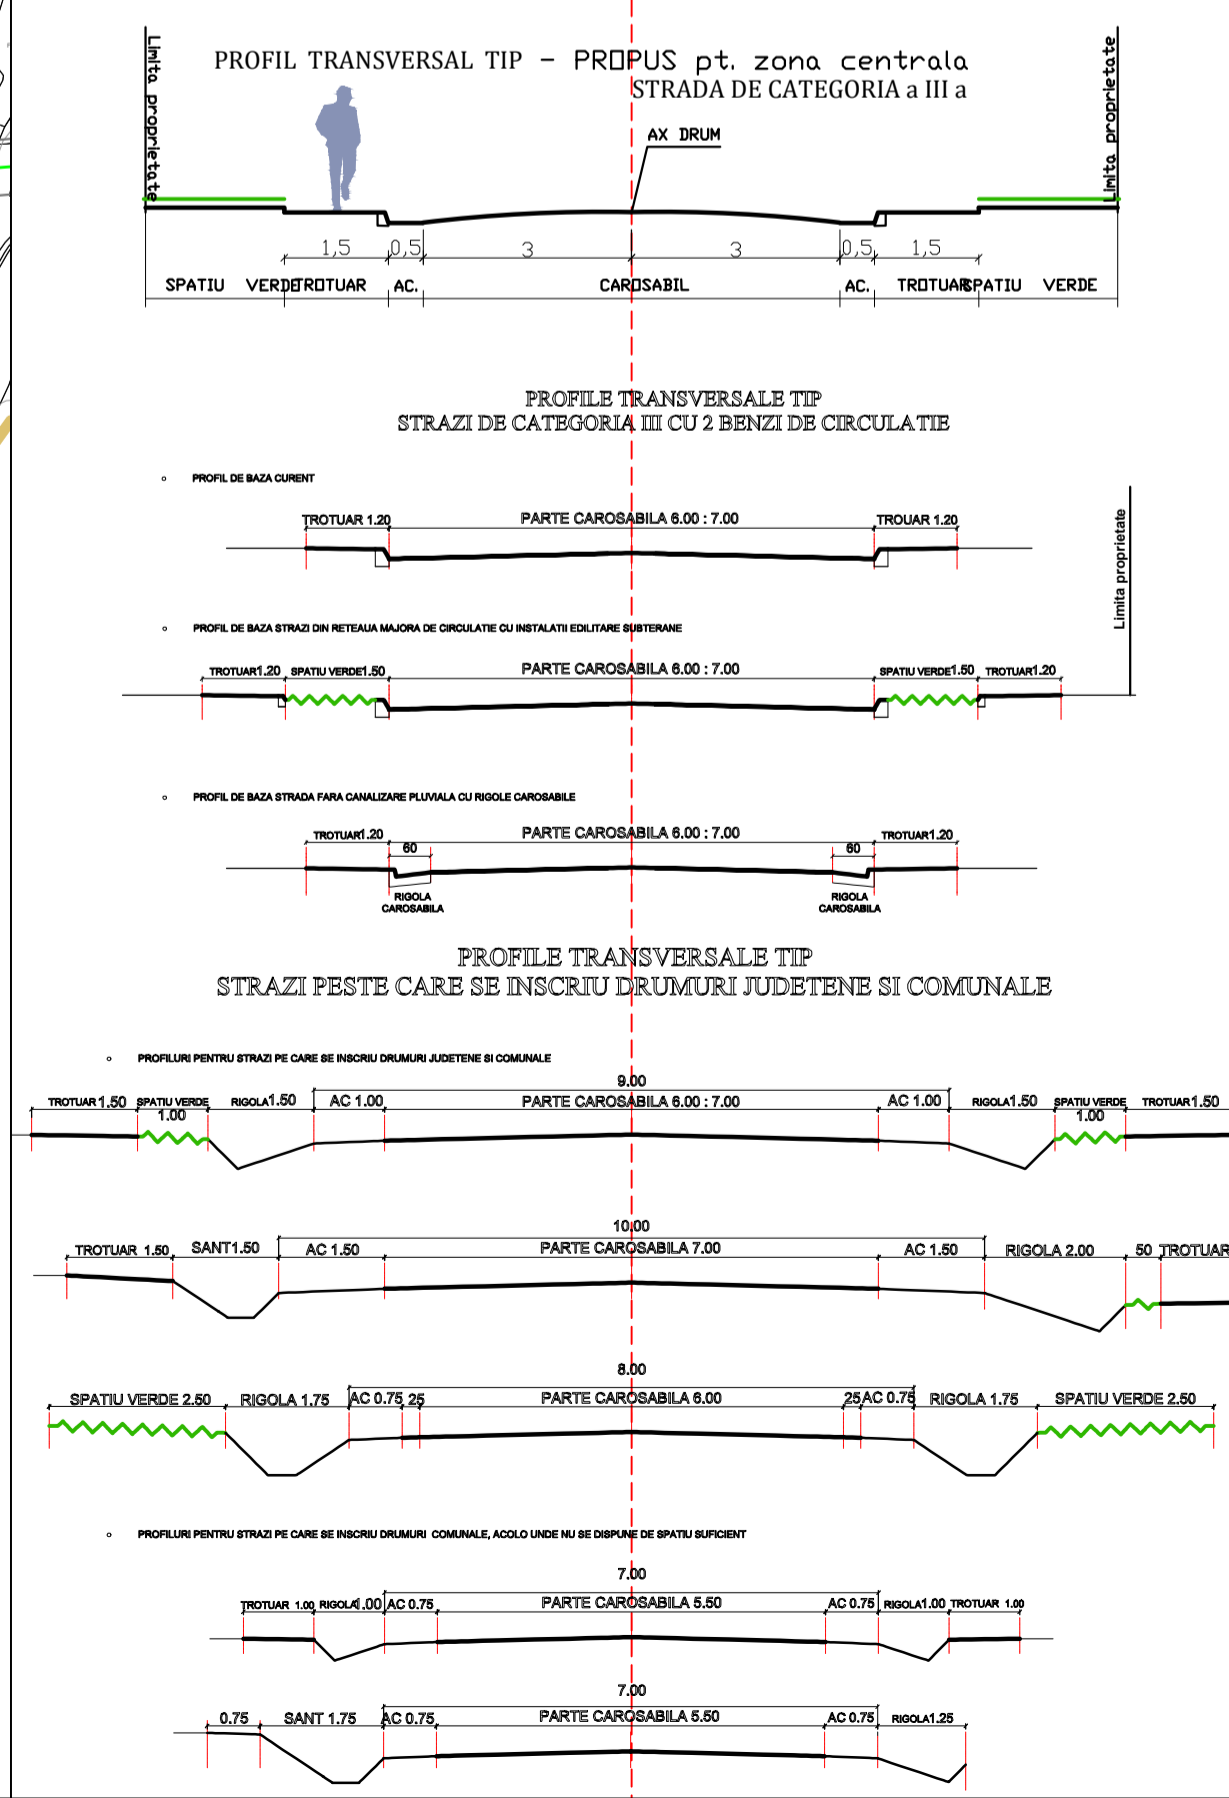 PROFIL TRANSVERSAL TIP - PROPUS pt. zona centrala
STRADA DE CATEGORIA a III a
Limita proprietate
Limita proprietate
AX DRUM
1,5 0,5 3 3 0,5 1,5
SPATIU VERDE TROTUAR AC. CAROSABIL AC. TROTUAR SPATIU VERDE
PROFILE TRANSVERSALE TIP
STRAZI DE CATEGORIA III CU 2 BENZI DE CIRCULATIE
PROFIL DE BAZA CURENT
TROTUAR 1.20 PARTE CAROSABILA 6.00 : 7.00 TROUAR 1.20
Limita proprietate
PROFIL DE BAZA STRAZI DIN RETEAUA MAJORA DE CIRCULATIE CU INSTALATII EDILITARE SUBTERANE
TROTUAR1.20 SPATIU VERDE1.50 PARTE CAROSABILA 6.00 : 7.00 SPATIU VERDE1.50 TROTUAR1.20
PROFIL DE BAZA STRADA FARA CANALIZARE PLUVIALA CU RIGOLE CAROSABILE
TROTUAR1.20 PARTE CAROSABILA 6.00 : 7.00 TROTUAR1.20
60 60
RIGOLA CAROSABILA RIGOLA CAROSABILA
PROFILE TRANSVERSALE TIP
STRAZI PESTE CARE SE INSCRIU DRUMURI JUDETENE SI COMUNALE
PROFILURI PENTRU STRAZI PE CARE SE INSCRIU DRUMURI JUDETENE SI COMUNALE
9.00
TROTUAR 1.50 SPATIU VERDE 1.00 RIGOLA1.50 AC 1.00 PARTE CAROSABILA 6.00 : 7.00 AC 1.00 RIGOLA1.50 SPATIU VERDE 1.00 TROTUAR1.50
10.00
TROTUAR 1.50 SANT1.50 AC 1.50 PARTE CAROSABILA 7.00 AC 1.50 RIGOLA 2.00 50 TROTUAR
8.00
SPATIU VERDE 2.50 RIGOLA 1.75 AC 0.75 25 PARTE CAROSABILA 6.00 25 AC 0.75 RIGOLA 1.75 SPATIU VERDE 2.50
PROFILURI PENTRU STRAZI PE CARE SE INSCRIU DRUMURI COMUNALE, ACOLO UNDE NU SE DISPUNE DE SPATIU SUFICIENT
7.00
TROTUAR 1.00 RIGOLA1.00 AC 0.75 PARTE CAROSABILA 5.50 AC 0.75 RIGOLA1.00 TROTUAR 1.00
7.00
0.75 SANT 1.75 AC 0.75 PARTE CAROSABILA 5.50 AC 0.75 RIGOLA1.25